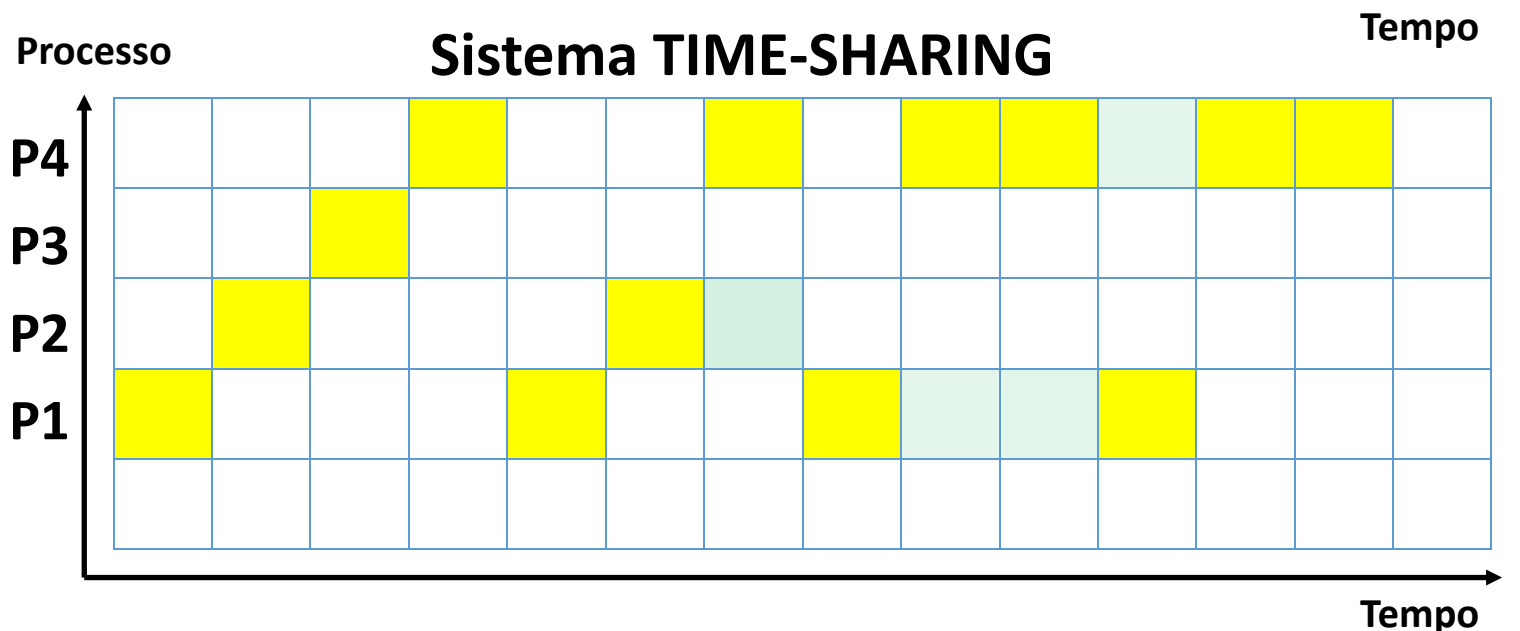 Processo
Sistema TIME-SHARING
Tempo
P4
P3
P2
P1
Tempo